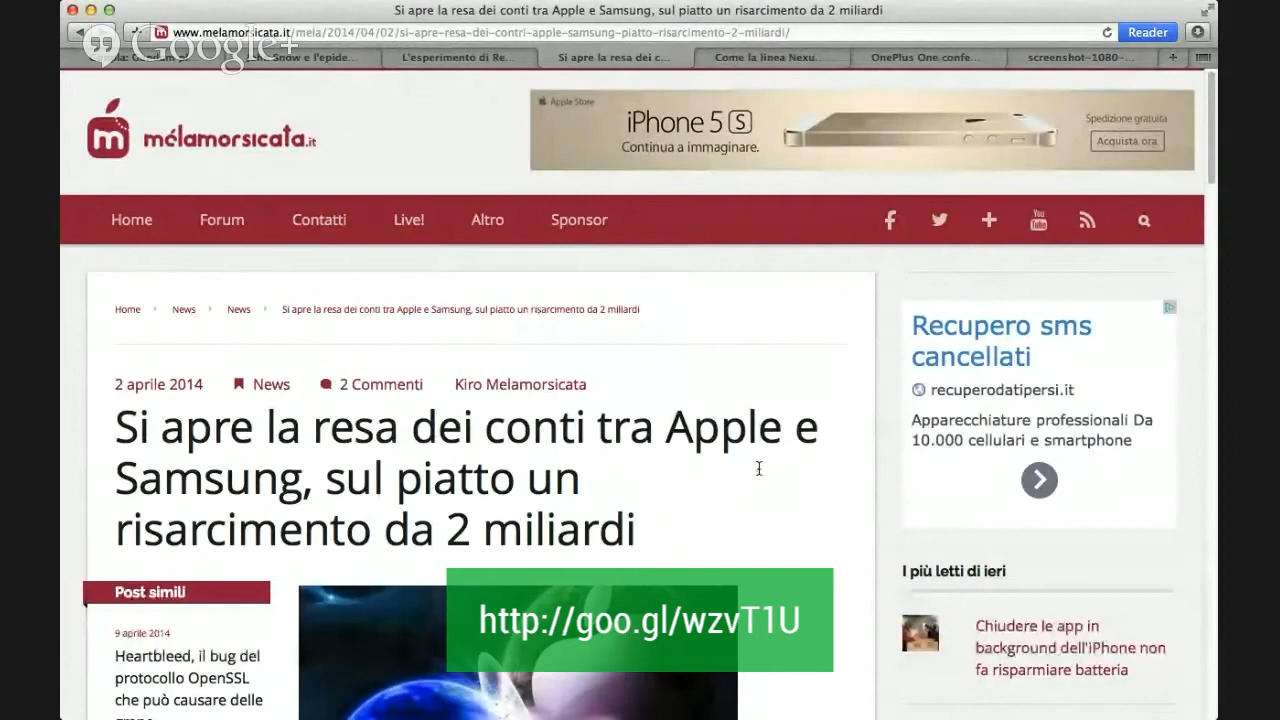 Si apre la resa dei conti tra Apple e Samsung, sul piatto un risarcimento da 2 miliardi
www.melamorsicata.it/mela/2014/04/02/si-apre-resa-dei-contri-apple-samsung-piatto-risarcimento-2-miliardi/
Reader
Google+
Snow e l'epide...
L'esperimento di Re...
Si apre la resa dei c...
Come la linea Nexu...
OnePlus One confe...
screenshot-1080-...
mélamorsicata.it
Apple Store
iPhone 5 S
Continua a immaginare.
Spedizione gratuita
Acquista ora
Home
Forum
Contatti
Live!
Altro
Sponsor
You
Tube
Home
News
News
Si apre la resa dei conti tra Apple e Samsung, sul piatto un risarcimento da 2 miliardi
2 aprile 2014
News
2 Commenti
Kiro Melamorsicata
Si apre la resa dei conti tra Apple e
Samsung, sul piatto un
risarcimento da 2 miliardi
Post simili
9 aprile 2014
Heartbleed, il bug del
protocollo OpenSSL
che può causare delle
http://goo.gl/wzvT1U
Recupero sms
cancellati
recuperodatipersi.it
Apparecchiature professionali Da
10.000 cellulari e smartphone
I più letti di ieri
Chiudere le app in
background dell'iPhone non
fa risparmiare batteria